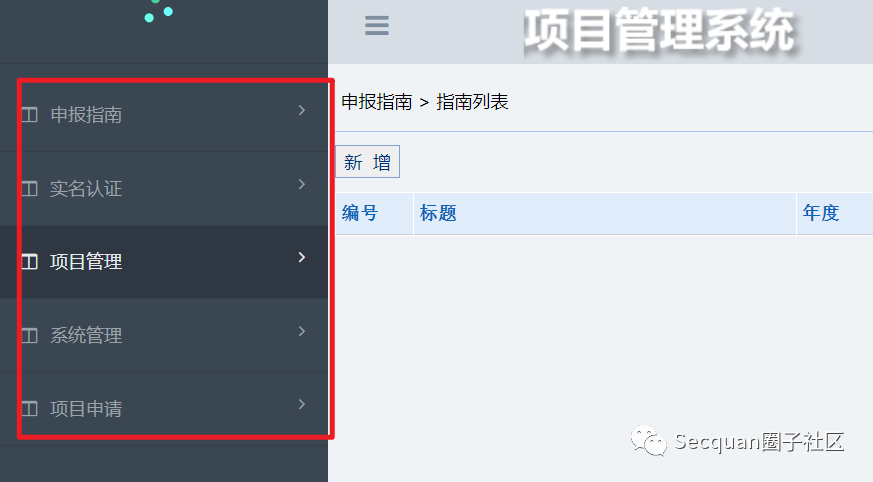 项目管理系统
申报指南
实名认证
项目管理
系统管理
项目申请
申报指南 > 指南列表
新 增
编号 标题 年度
Secquan圈子社区